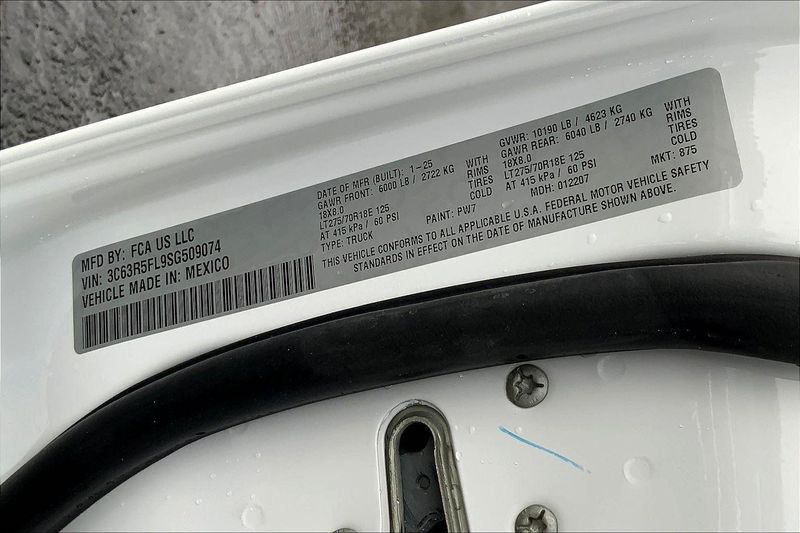 MFD BY: FCA US LLC
VIN: 3C63R5FL9SG509074
VEHICLE MADE IN: MEXICO
DATE OF MFR (BUILT): 1-25
GAWR FRONT: 6000 LB / 2722 KG WITH
18X8.0 RIMS
LT275/70R18E 125 TIRES
AT 415 kPa / 60 PSI COLD
TYPE: TRUCK PAINT: PW7
GVWR: 10190 LB / 4623 KG
GAWR REAR: 6040 LB / 2740 KG WITH
18X8.0 RIMS
LT275/70R18E 125 TIRES
AT 415 kPa / 60 PSI COLD
MDH: 012207 MKT: 875
THIS VEHICLE CONFORMS TO ALL APPLICABLE U.S.A. FEDERAL MOTOR VEHICLE SAFETY
STANDARDS IN EFFECT ON THE DATE OF MANUFACTURE SHOWN ABOVE.